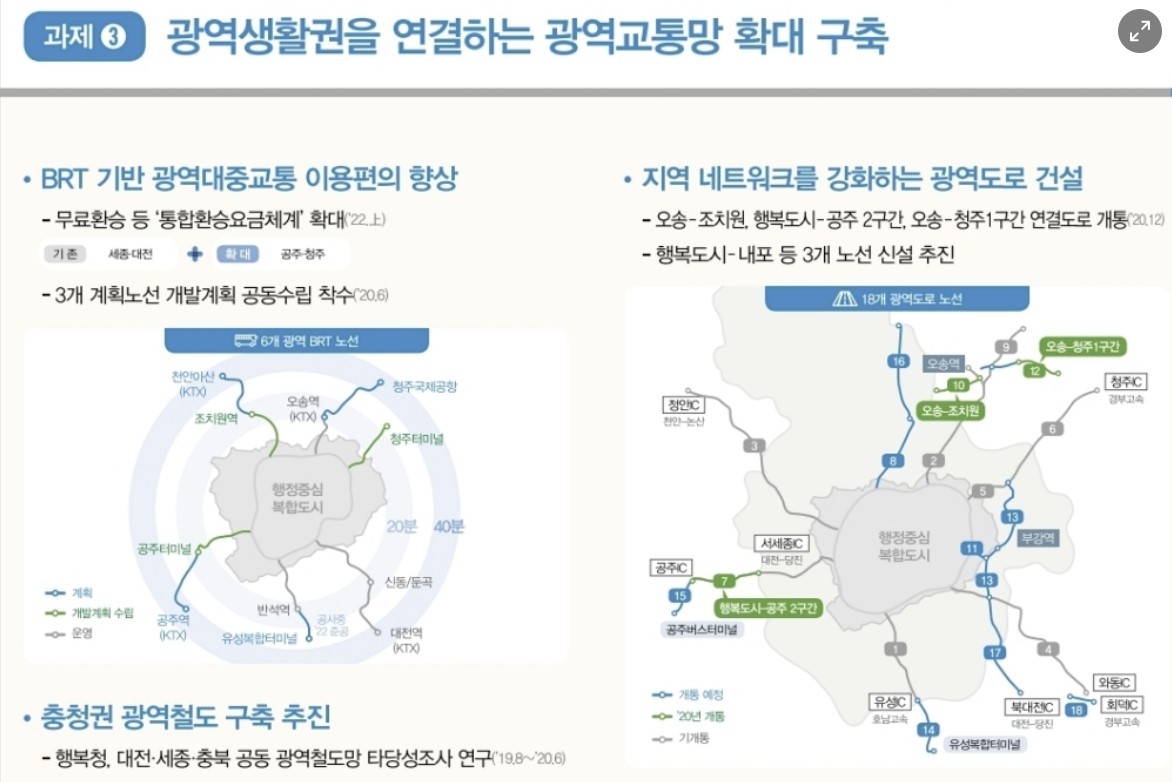 과제 3 광역생활권을 연결하는 광역교통망 확대 구축
• BRT 기반 광역대중교통 이용편의 향상
- 무료환승 등 '통합환승요금체계' 확대('22.上)
기 존 세종·대전 + 확 대 공주·청주
- 3개 계획노선 개발계획 공동수립 착수('20.6)
6개 광역 BRT 노선
천안아산
(KTX)
청주국제공항
오송역
(KTX)
조치원역
청주터미널
행정중심
복합도시
20분 40분
공주터미널
신동/둔곡
계획
개발계획 수립
운영
공주역
(KTX)
반석역
공사중
'22 준공
유성복합터미널
대전역
(KTX)
• 충청권 광역철도 구축 추진
- 행복청, 대전·세종·충북 공동 광역철도망 타당성조사 연구('19.8~'20.6)
• 지역 네트워크를 강화하는 광역도로 건설
- 오송-조치원, 행복도시-공주 2구간, 오송-청주1구간 연결도로 개통('20.12)
- 행복도시-내포 등 3개 노선 신설 추진
18개 광역도로 노선
9
오송-청주1구간
16
오송역
12
10
청주IC
경부고속
정안IC
천안-논산
오송-조치원
6
3
8
2
5
13
행정중심
복합도시
부강역
서세종IC
대전-당진
11
공주IC
7
13
15
행복도시-공주 2구간
공주버스터미널
1
17
4
와동IC
개통 예정
'20년 개통
기개통
유성IC
호남고속
북대전IC
대전-당진
18
회덕IC
경부고속
14
유성복합터미널